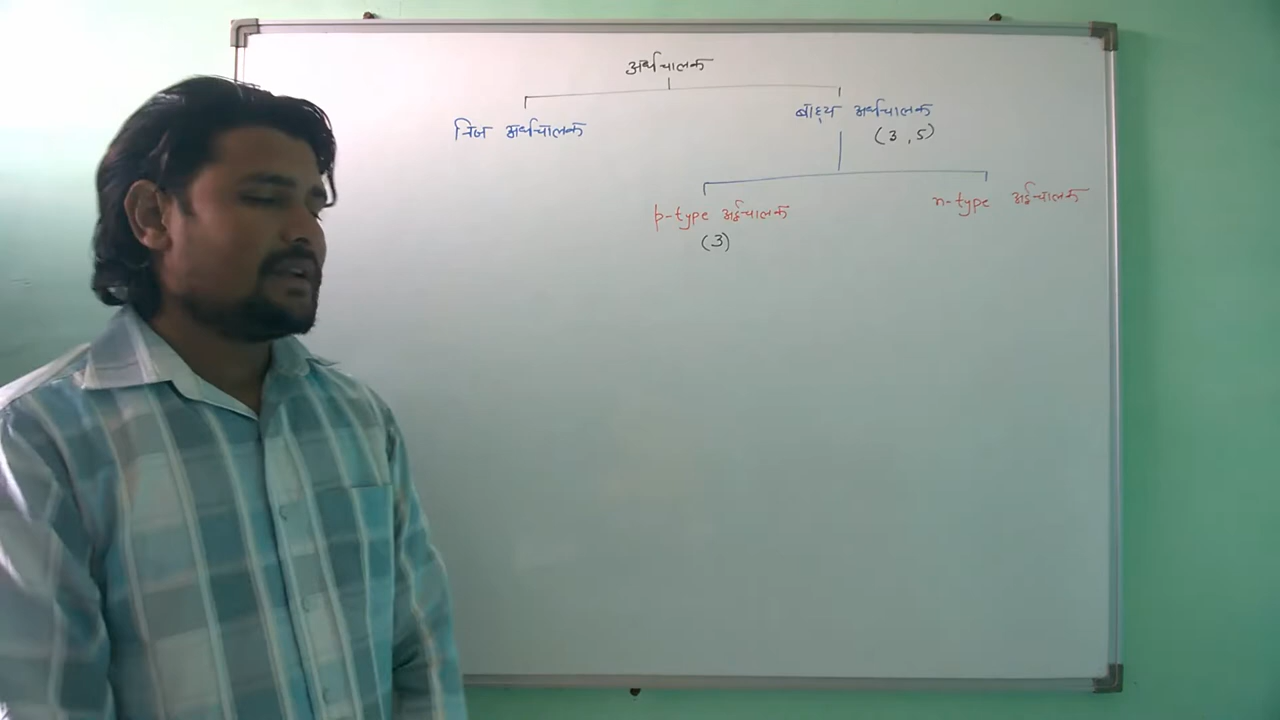 अर्धचालक
निज अर्धचालक
बाह्य अर्धचालक
(3,5)
p-type अर्द्धचालक
(3)
n-type अर्द्धचालक